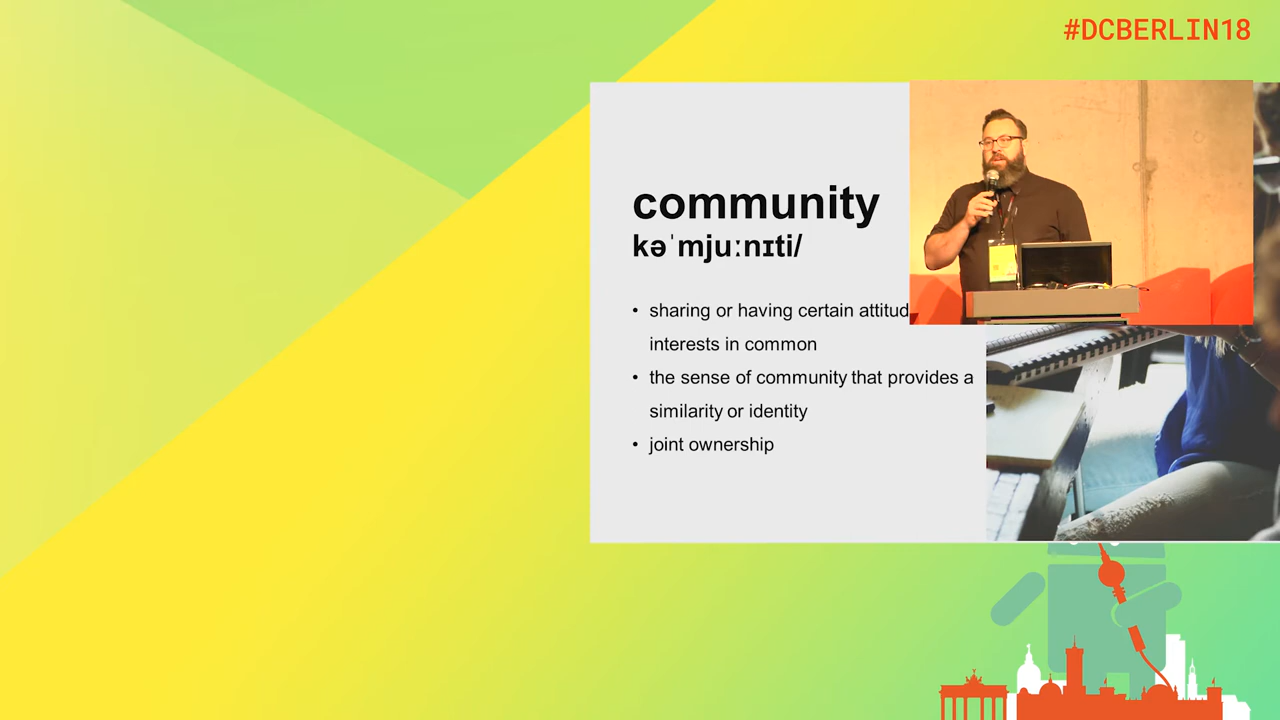 #DCBERLIN18
community
kəˈmjuːnɪti/
• sharing or having certain
interests in common
• the sense of community that provides a
similarity or identity
• joint ownership